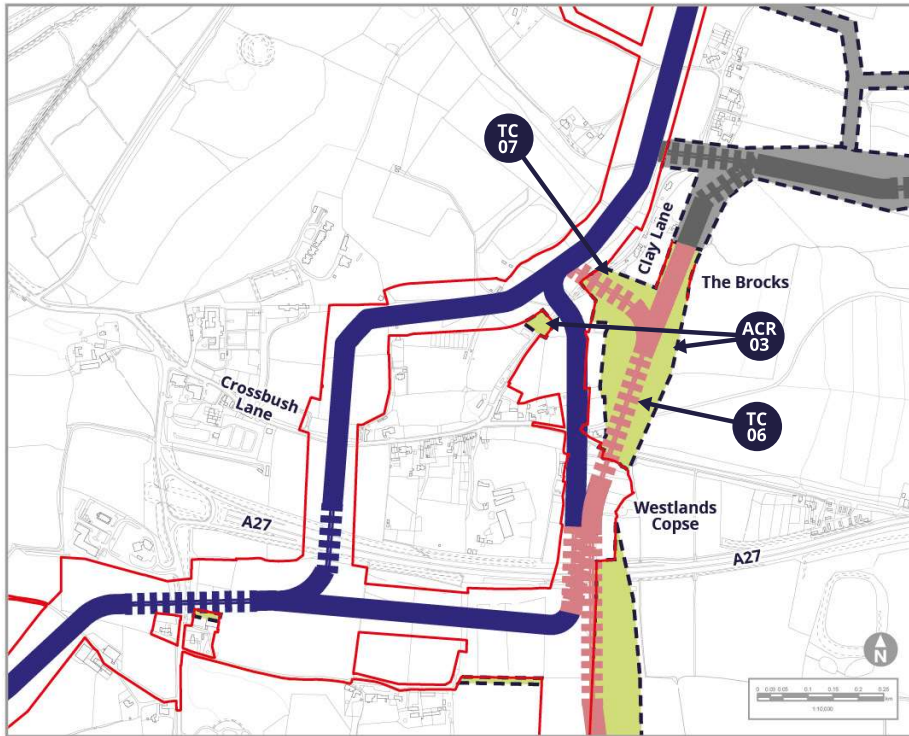 TC
07
Clay Lane
The Brocks
ACR
03
Crossbush
Lane
TC
06
Westlands
Copse
A27
A27
N
1:10,000